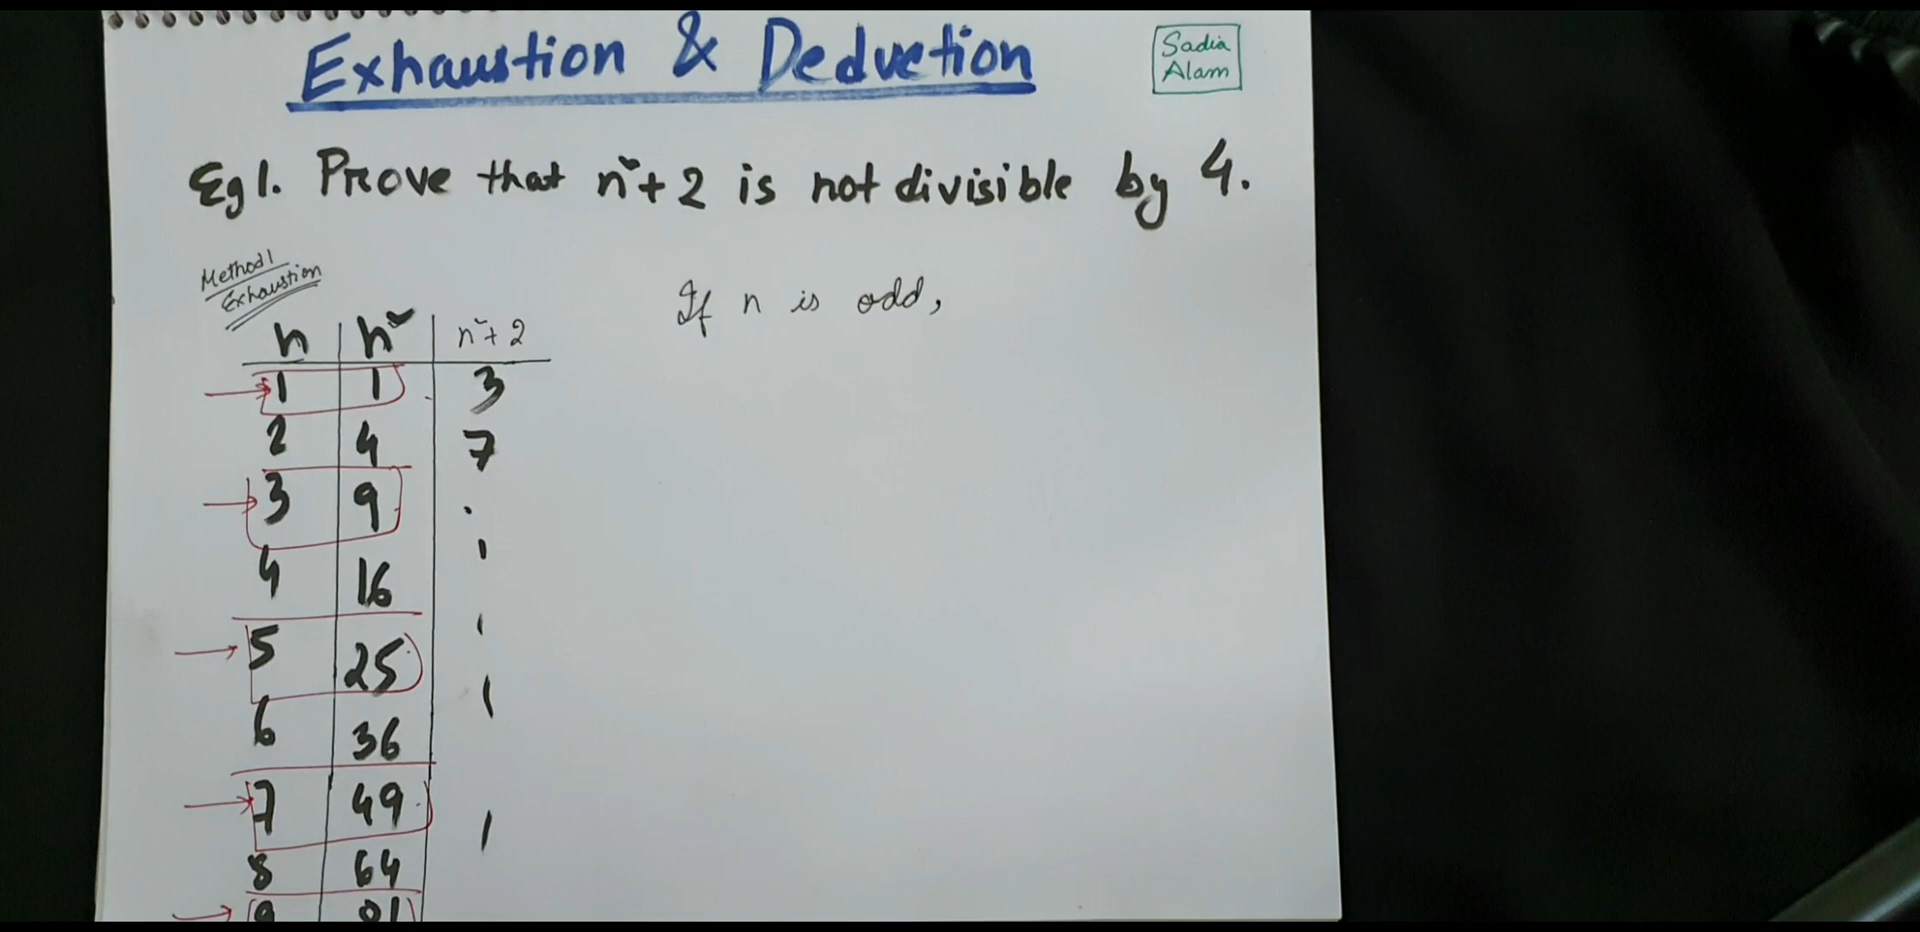 Exhaustion & Deduction
Sadia
Alam
Eg 1. Prove that n²+2 is not divisible by 4.
Method 1
Exhaustion
If n is odd,
n n² n²+2
1 1 3
2 4 7
3 9
4 16
5 25
6 36
7 49
8 64
9 81